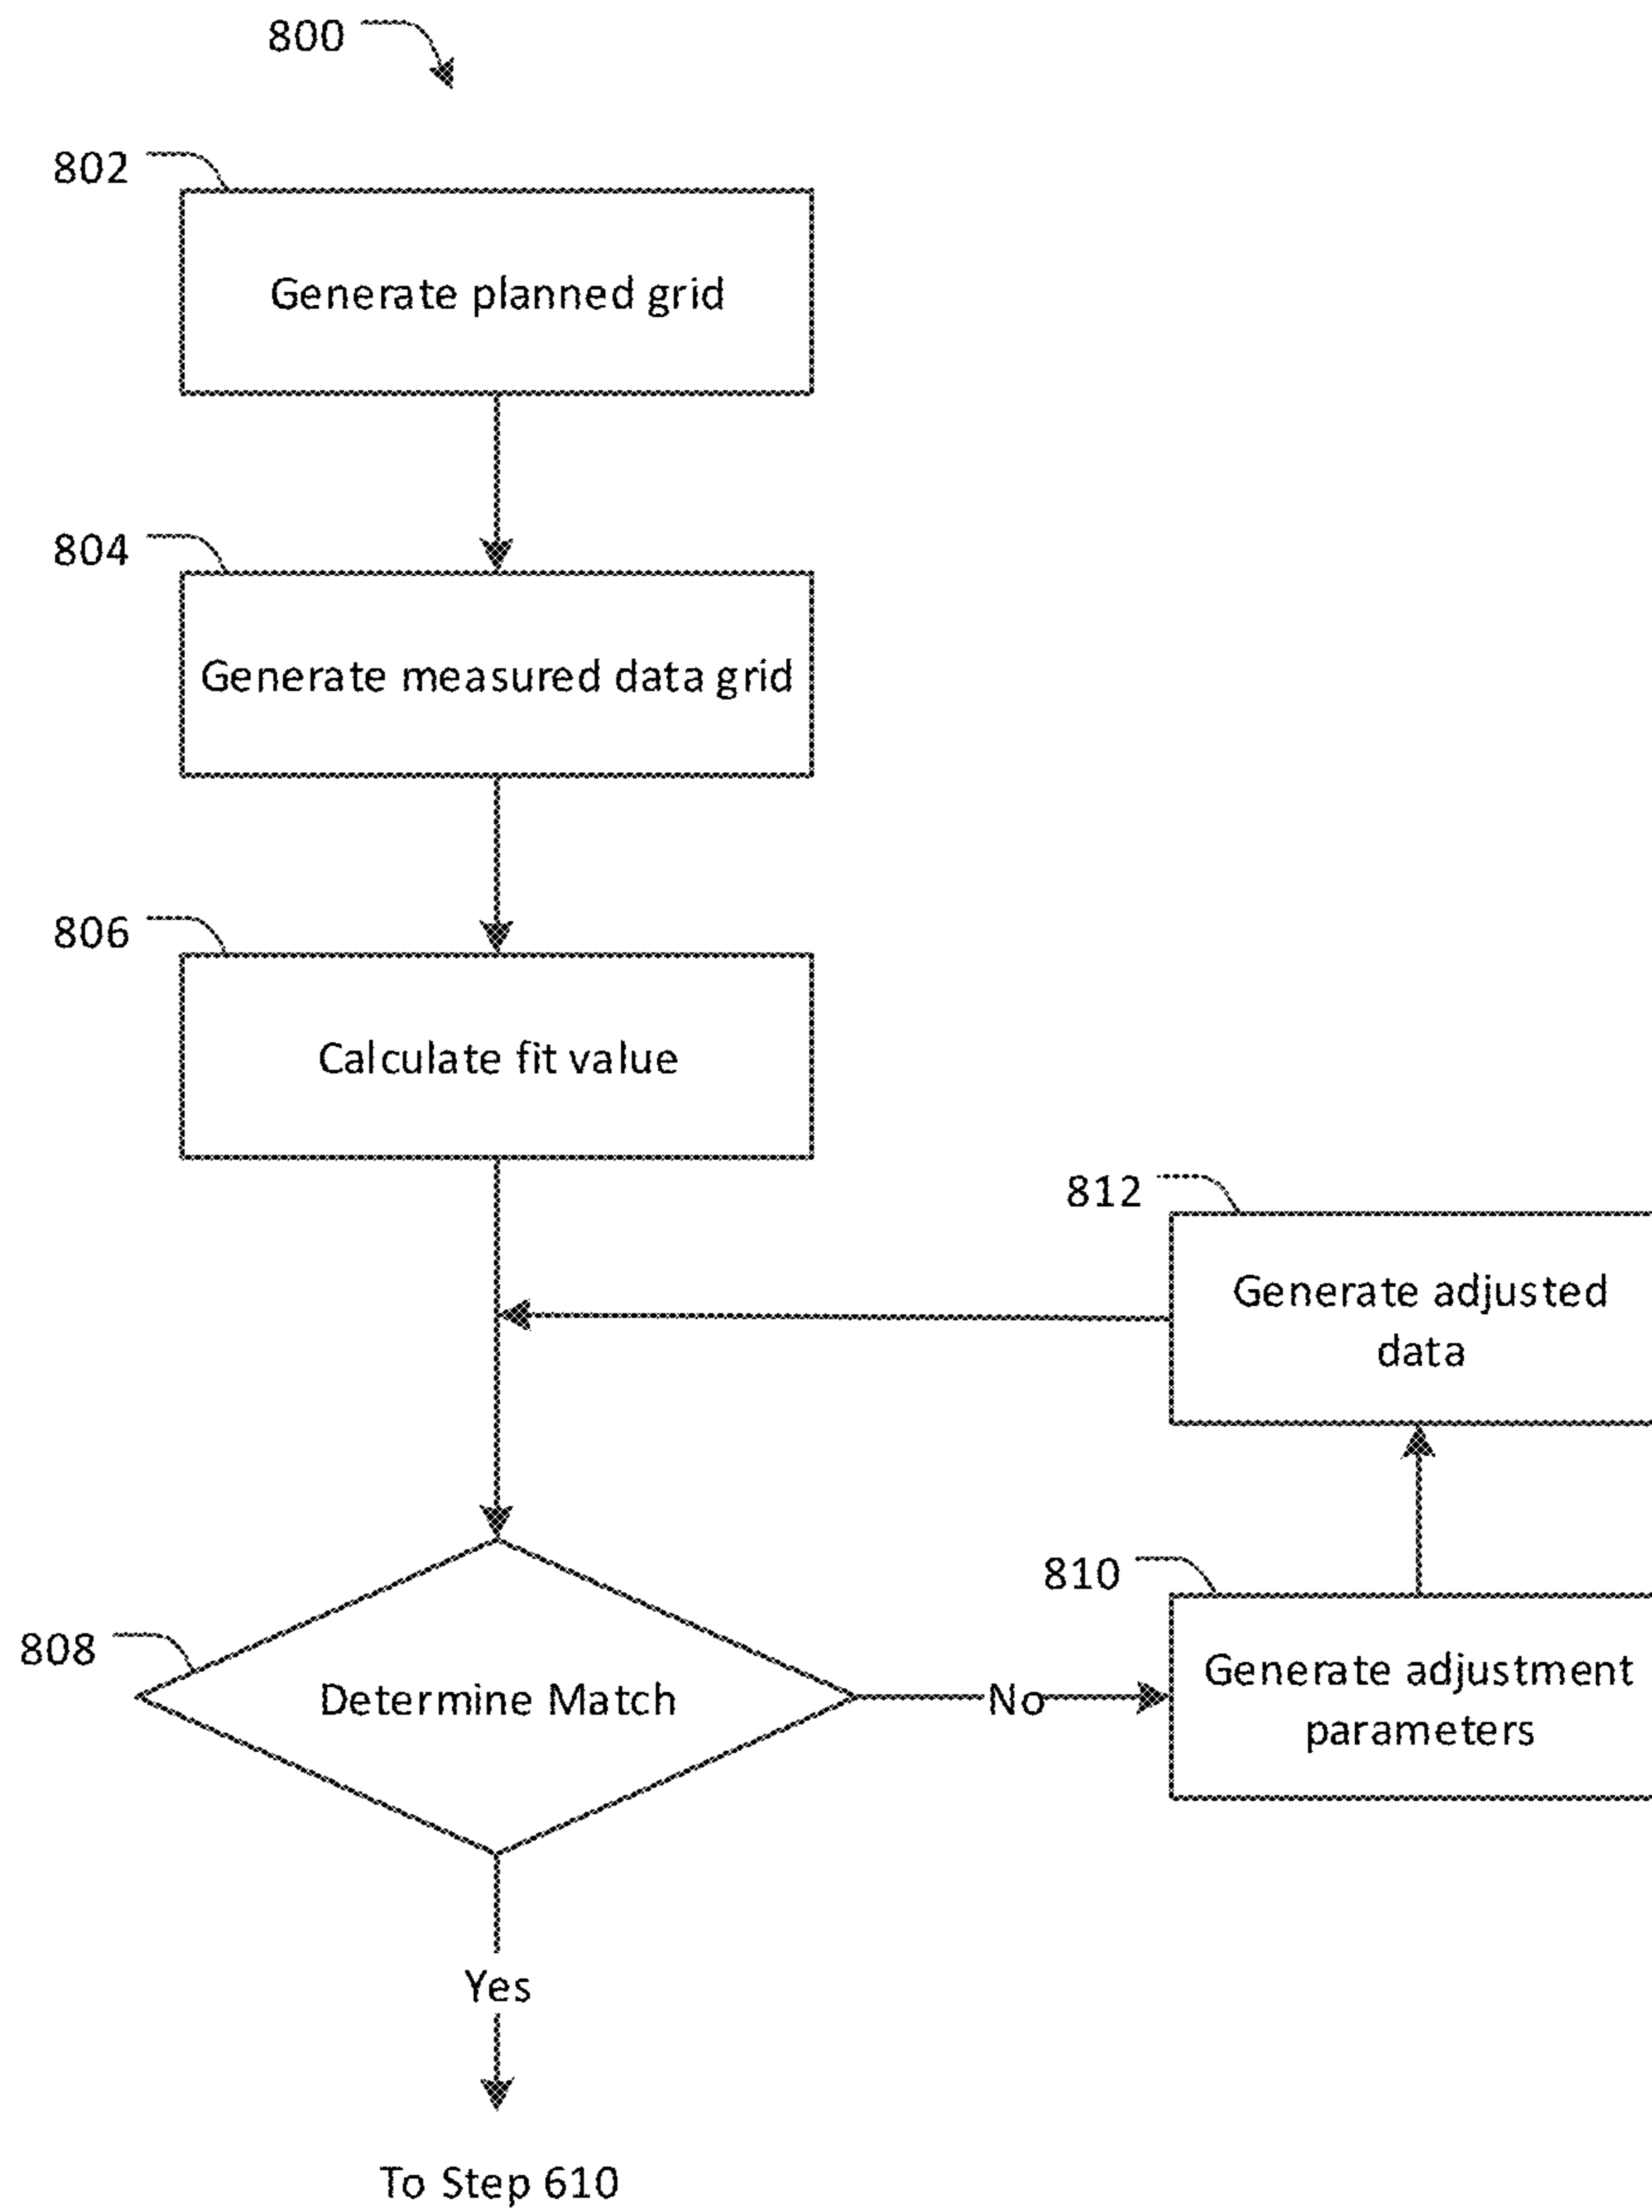 800
802
Generate planned grid
804
Generate measured data grid
806
Calculate fit value
812
Generate adjusted
data
810
Generate adjustment
parameters
808
Determine Match
No
Yes
To Step 610